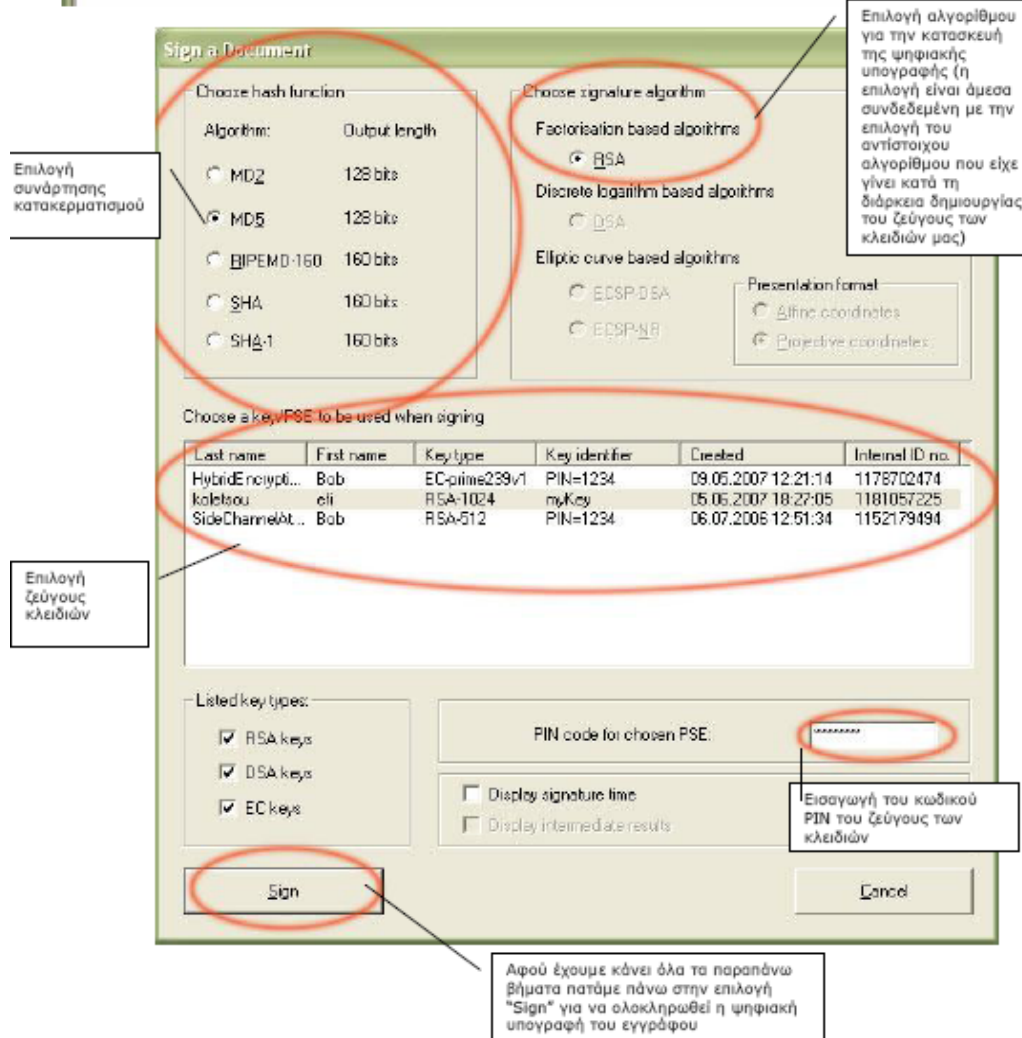 Επιλογή αλγορίθμου
για την κατασκευή
της ψηφιακής
υπογραφής (η
επιλογή είναι άμεσα
συνδεδεμένη με την
επιλογή του
αντίστοιχου
αλγορίθμου που είχε
γίνει κατά τη
διάρκεια δημιουργίας
του ζεύγους των
κλειδιών μας)
Sign a Document
Choose hash function
Algorithm: Output length
MD2 128 bits
MD5 128 bits
RIPEMD-160 160 bits
SHA 160 bits
SHA-1 160 bits
Επιλογή
συνάρτησης
κατακερματισμού
Choose signature algorithm
Factorisation based algorithms
RSA
Discrete logarithm based algorithms
DSA
Elliptic curve based algorithms
ECSP-DSA
ECSP-NR
Presentation format
Affine coordinates
Projective coordinates
Choose a key/PSE to be used when signing
Last name First name Key type Key identifier Created Internal ID no.
HybridEncrypti... Bob EC-prime239v1 PIN=1234 09.05.2007 12:21:14 1178702474
koletsou eli RSA-1024 myKey 05.06.2007 18:27:05 1181057225
SideChannelAt... Bob RSA-512 PIN=1234 06.07.2006 12:51:34 1152179494
Επιλογή
ζεύγους
κλειδιών
Listed key types:
RSA keys
DSA keys
EC keys
PIN code for chosen PSE: ********
Display signature time
Display intermediate results
Εισαγωγή του κωδικού
PIN του ζεύγους των
κλειδιών
Sign
Cancel
Αφού έχουμε κάνει όλα τα παραπάνω
βήματα πατάμε πάνω στην επιλογή
"Sign" για να ολοκληρωθεί η ψηφιακή
υπογραφή του εγγράφου